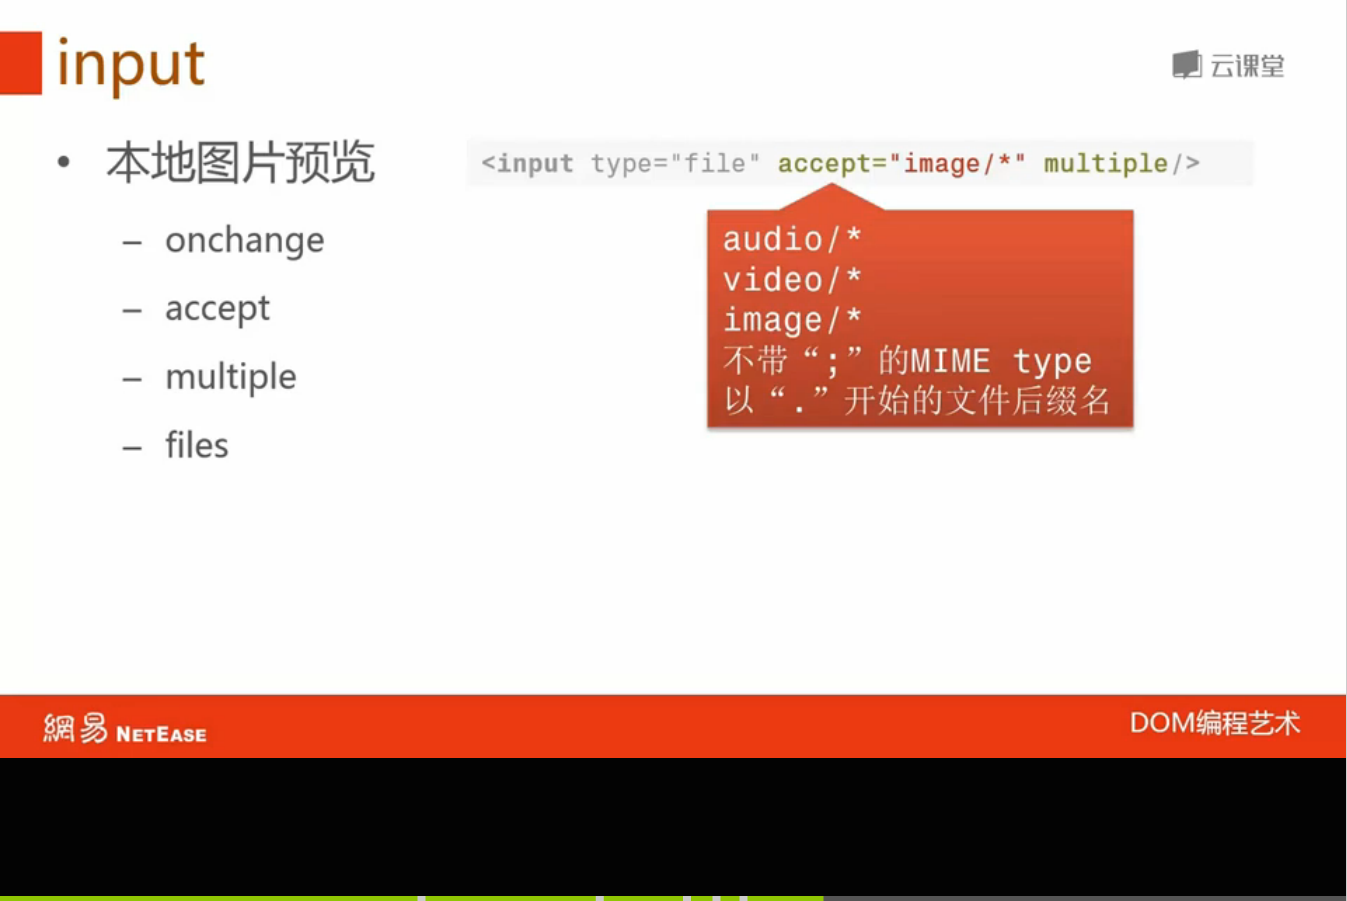 input
云课堂
• 本地图片预览
– onchange
– accept
– multiple
– files
<input type="file" accept="image/*" multiple/>
audio/*
video/*
image/*
不带“;”的MIME type
以“.”开始的文件后缀名
網易 NETEASE
DOM编程艺术